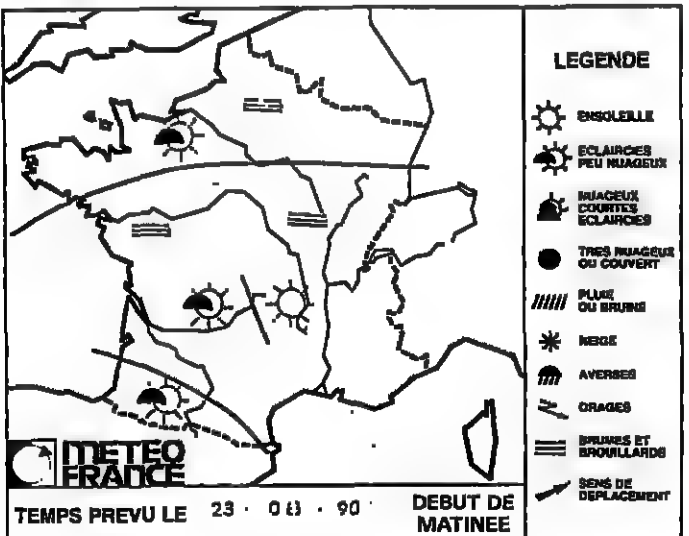 LEGENDE
ENSOLEILLE
ECLAIRCIES
PEU NUAGEUX
NUAGEUX
COURTES
ECLAIRCIES
TRES NUAGEUX
OU COUVERT
PLUIE
OU BRUINE
NEIGE
AVERSES
ORAGES
BRUMES ET
BROUILLARDS
SENS DE
DEPLACEMENT
METEO
FRANCE
TEMPS PREVU LE 23 · 08 · 90 · DEBUT DE
MATINEE